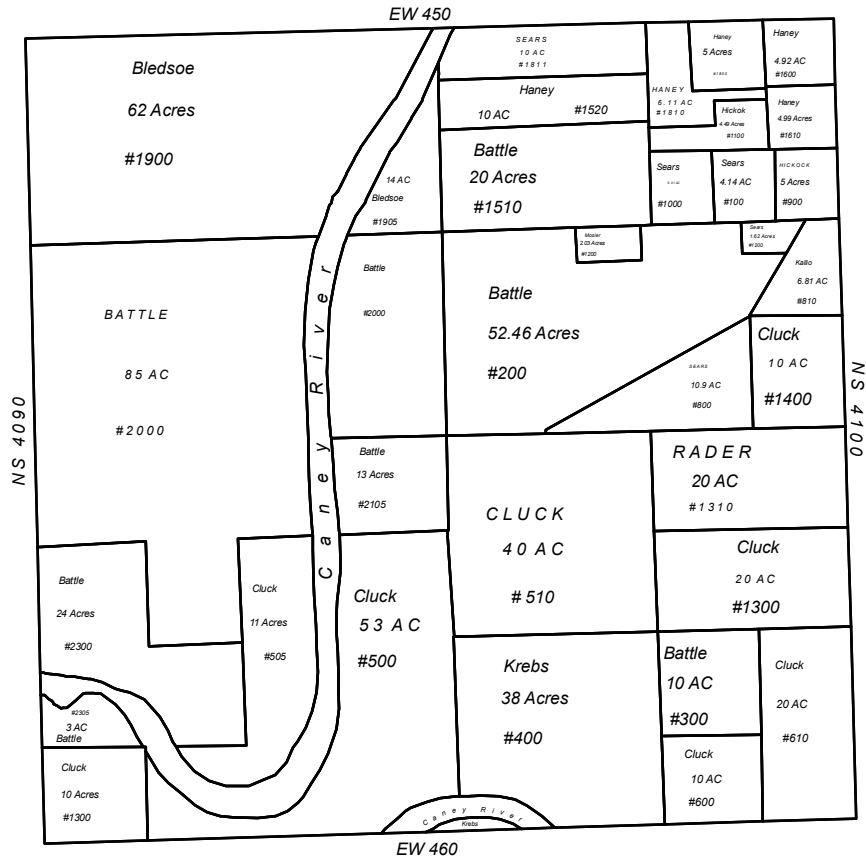 EW 450
Bledsoe
62 Acres
#1900
SEARS
10 AC
#1811
Haney
10 AC #1520
HANEY
6.11 AC
#1810
Haney
5 Acres
Haney
4.92 AC
#1600
Hickok
4.49 Acres
#1100
Haney
4.99 Acres
#1610
14 AC
Bledsoe
#1905
Battle
20 Acres
#1510
Sears
#1000
Sears
4.14 AC
#100
HICKOCK
5 Acres
#900
BATTLE
85 AC
#2000
Battle
#2000
Caney River
Battle
52.46 Acres
#200
Mosier
2.03 Acres
#1200
Sears
1.62 Acres
#1200
Kallio
6.81 AC
#810
SEARS
10.9 AC
#800
Cluck
10 AC
#1400
NS 4090
NS 4100
Battle
13 Acres
#2105
CLUCK
40 AC
#510
RADER
20 AC
#1310
Cluck
20 AC
#1300
Battle
24 Acres
#2300
Cluck
11 Acres
#505
Cluck
53 AC
#500
Krebs
38 Acres
#400
Battle
10 AC
#300
Cluck
20 AC
#610
#2305
3 AC
Battle
Cluck
10 Acres
#1300
Cluck
10 AC
#600
Caney River
Krebs
EW 460